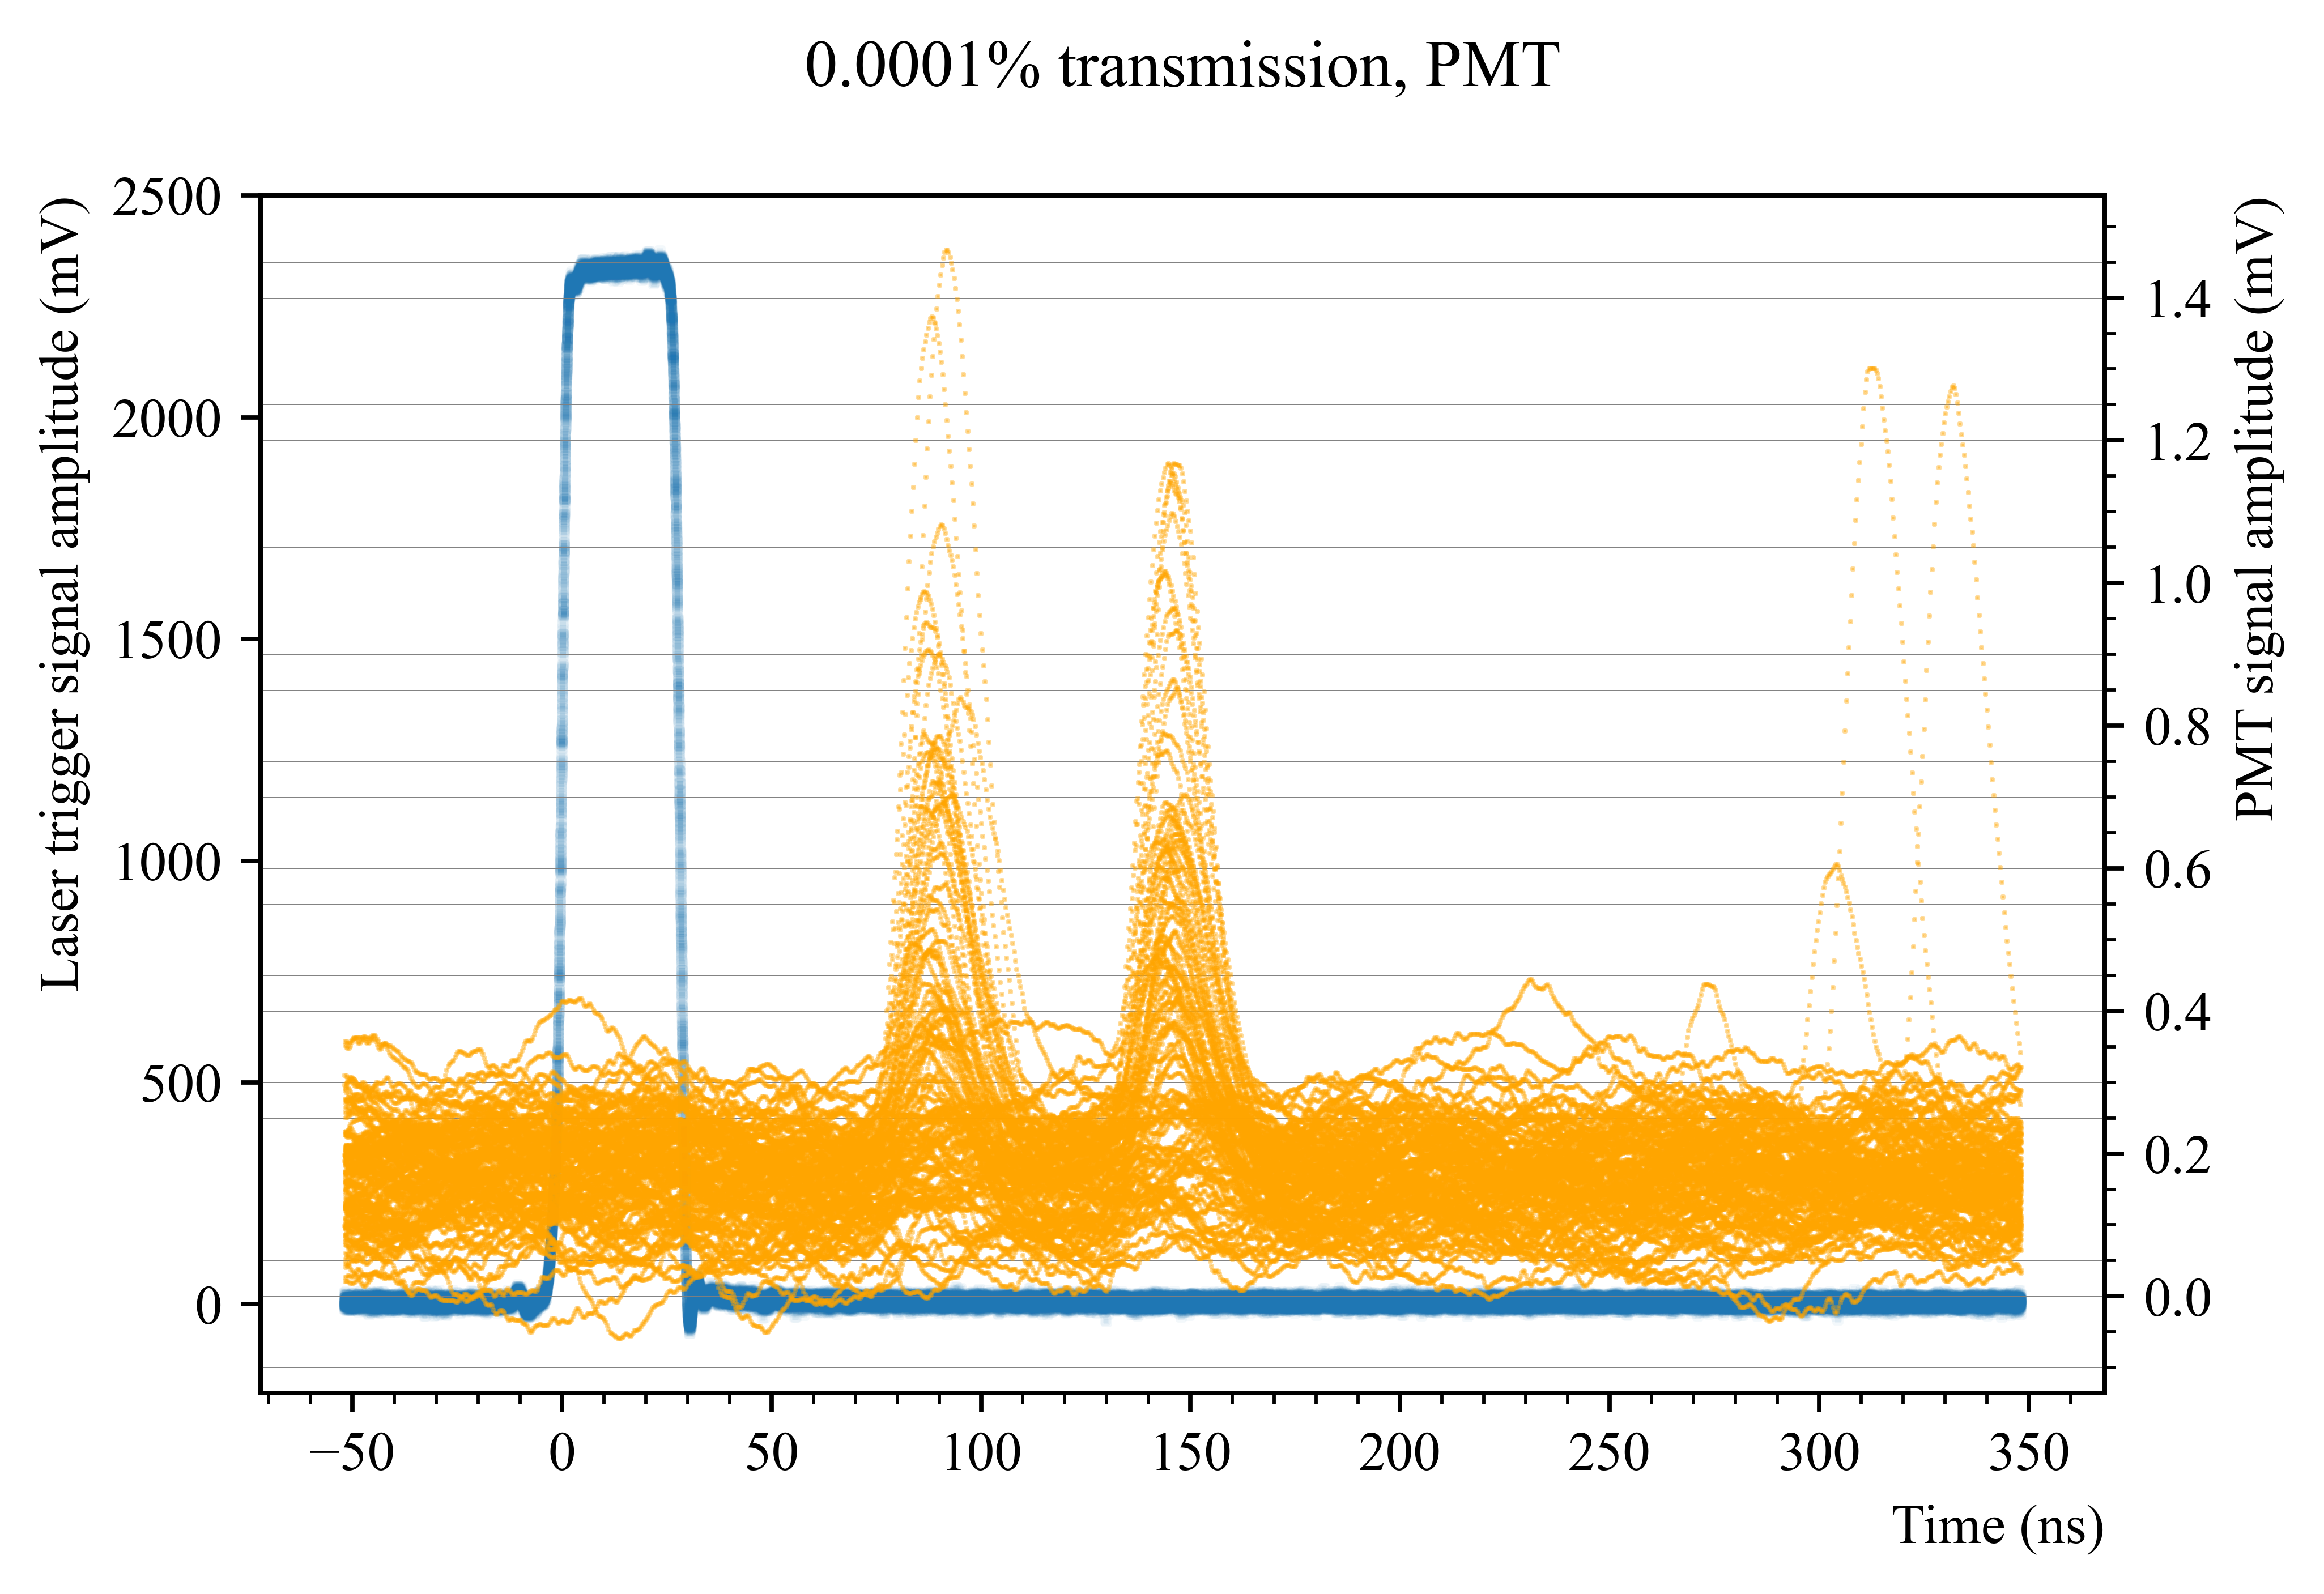 0.0001% transmission, PMT
Laser trigger signal amplitude (mV)
2500
2000
1500
1000
500
0
PMT signal amplitude (mV)
1.4
1.2
1.0
0.8
0.6
0.4
0.2
0.0
−50 0 50 100 150 200 250 300 350
Time (ns)